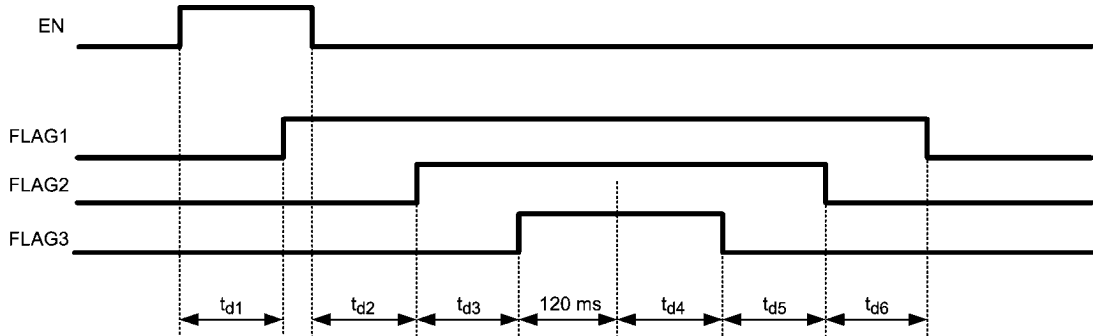 EN
FLAG1
FLAG2
FLAG3
td1 td2 td3 120 ms td4 td5 td6